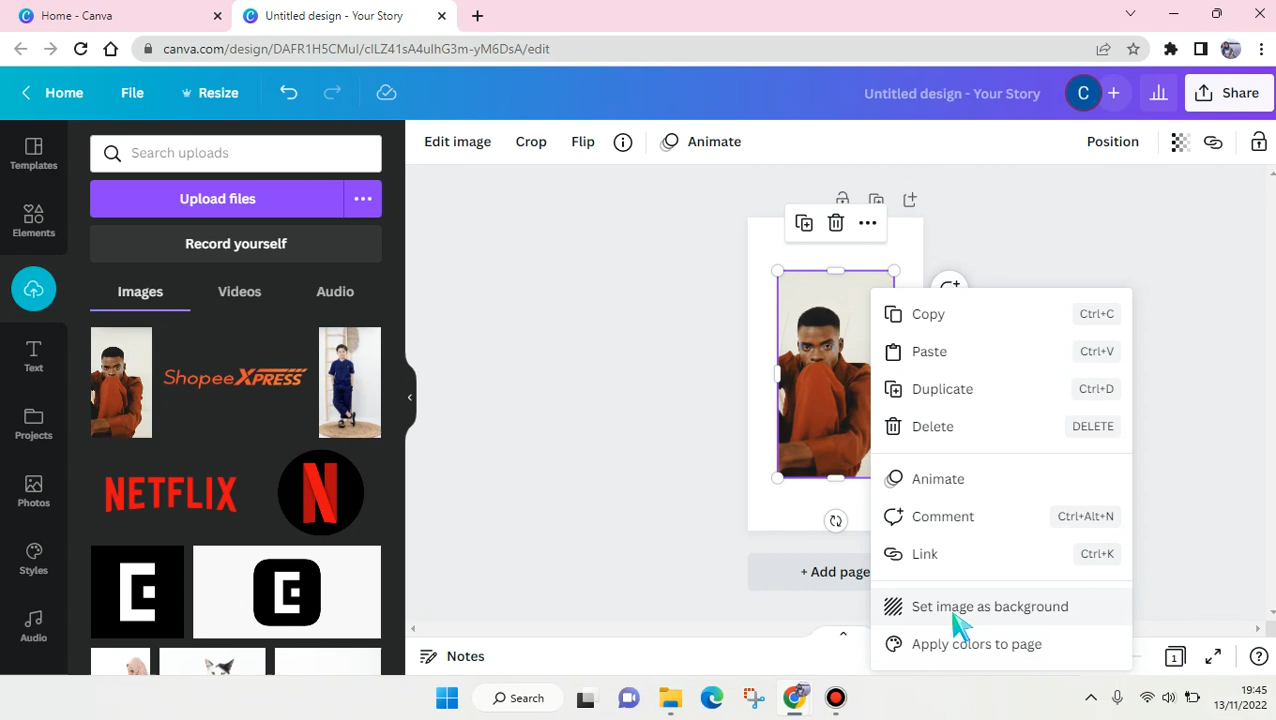 Home - Canva
Untitled design - Your Story
canva.com/design/DAFR1H5CMuI/clLZ41sA4uIhG3m-yM6DsA/edit
Home
File
Resize
Untitled design - Your Story
C
Share
Templates
Elements
Text
Projects
Photos
Styles
Audio
Search uploads
Upload files
Record yourself
Images
Videos
Audio
ShopeeXPRESS
NETFLIX
N
Edit image
Crop
Flip
Animate
Position
Copy
Ctrl+C
Paste
Ctrl+V
Duplicate
Ctrl+D
Delete
DELETE
Animate
Comment
Ctrl+Alt+N
Link
Ctrl+K
Set image as background
Apply colors to page
+ Add page
Notes
1
Search
19:45
13/11/2022